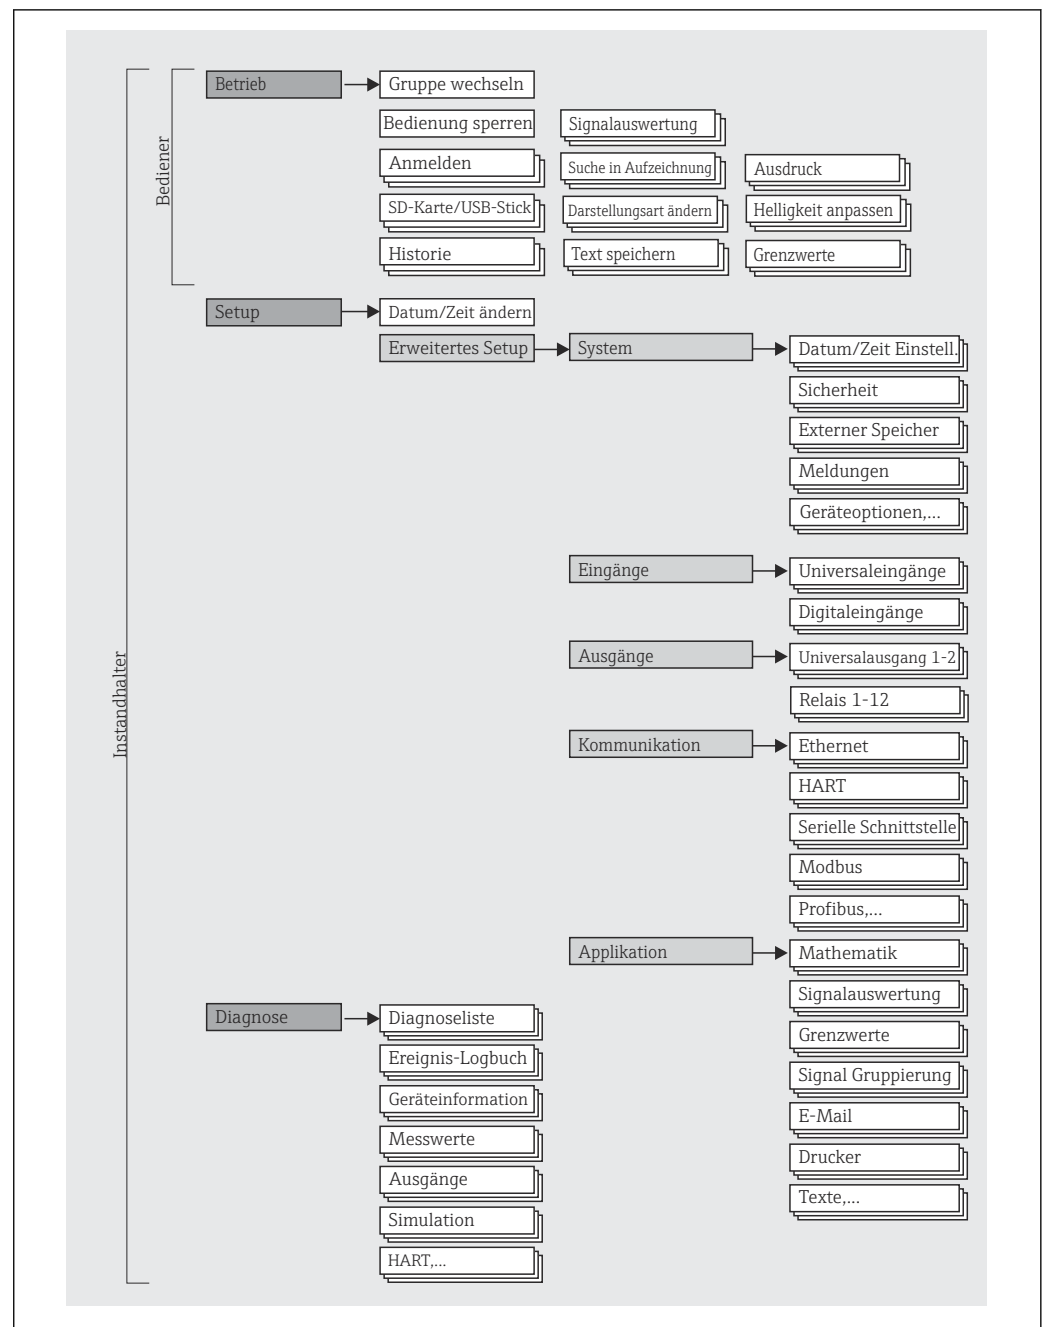 Betrieb
Gruppe wechseln
Bedienung sperren
Signalauswertung
Anmelden
Suche in Aufzeichnung
Ausdruck
SD-Karte/USB-Stick
Darstellungsart ändern
Helligkeit anpassen
Historie
Text speichern
Grenzwerte
Bediener
Setup
Datum/Zeit ändern
Erweitertes Setup
System
Datum/Zeit Einstell.
Sicherheit
Externer Speicher
Meldungen
Geräteoptionen,...
Eingänge
Universaleingänge
Digitaleingänge
Ausgänge
Universalausgang 1-2
Relais 1-12
Kommunikation
Ethernet
HART
Serielle Schnittstelle
Modbus
Profibus,...
Applikation
Mathematik
Signalauswertung
Grenzwerte
Signal Gruppierung
E-Mail
Drucker
Texte,...
Diagnose
Diagnoseliste
Ereignis-Logbuch
Geräteinformation
Messwerte
Ausgänge
Simulation
HART,...
Instandhalter